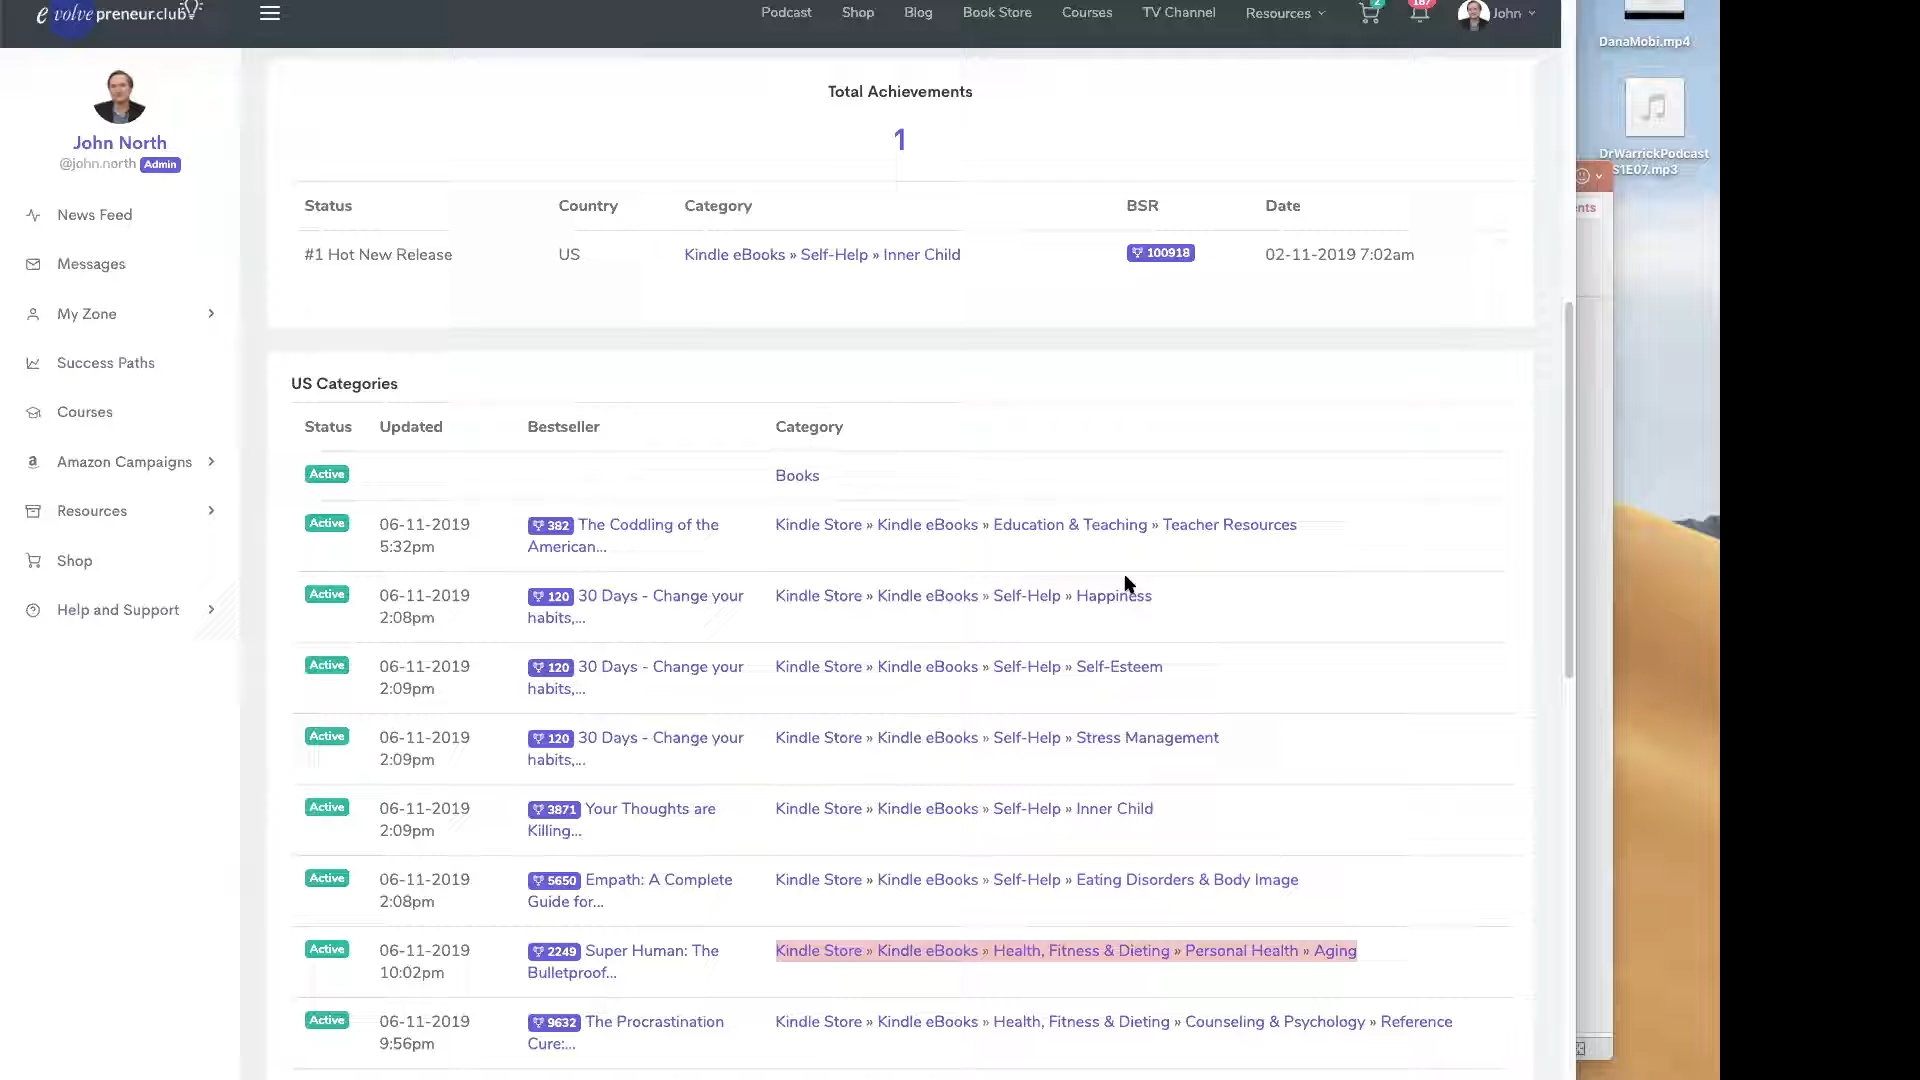 evolvepreneur.club
Podcast Shop Blog Book Store Courses TV Channel Resources 2 167 John
DanaMobi.mp4
DrWarrickPodcast
S1E07.mp3
ents
John North
@john.north Admin
News Feed
Messages
My Zone
Success Paths
Courses
a Amazon Campaigns
Resources
Shop
Help and Support
Total Achievements
1
Status Country Category BSR Date
#1 Hot New Release US Kindle eBooks » Self-Help » Inner Child 100918 02-11-2019 7:02am
US Categories
Status Updated Bestseller Category
Active Books
Active 06-11-2019 382 The Coddling of the Kindle Store » Kindle eBooks » Education & Teaching » Teacher Resources
5:32pm American...
Active 06-11-2019 120 30 Days - Change your Kindle Store » Kindle eBooks » Self-Help » Happiness
2:08pm habits,...
Active 06-11-2019 120 30 Days - Change your Kindle Store » Kindle eBooks » Self-Help » Self-Esteem
2:09pm habits,...
Active 06-11-2019 120 30 Days - Change your Kindle Store » Kindle eBooks » Self-Help » Stress Management
2:09pm habits,...
Active 06-11-2019 3871 Your Thoughts are Kindle Store » Kindle eBooks » Self-Help » Inner Child
2:09pm Killing...
Active 06-11-2019 5650 Empath: A Complete Kindle Store » Kindle eBooks » Self-Help » Eating Disorders & Body Image
2:08pm Guide for...
Active 06-11-2019 2249 Super Human: The Kindle Store » Kindle eBooks » Health, Fitness & Dieting » Personal Health » Aging
10:02pm Bulletproof...
Active 06-11-2019 9632 The Procrastination Kindle Store » Kindle eBooks » Health, Fitness & Dieting » Counseling & Psychology » Reference
9:56pm Cure:...